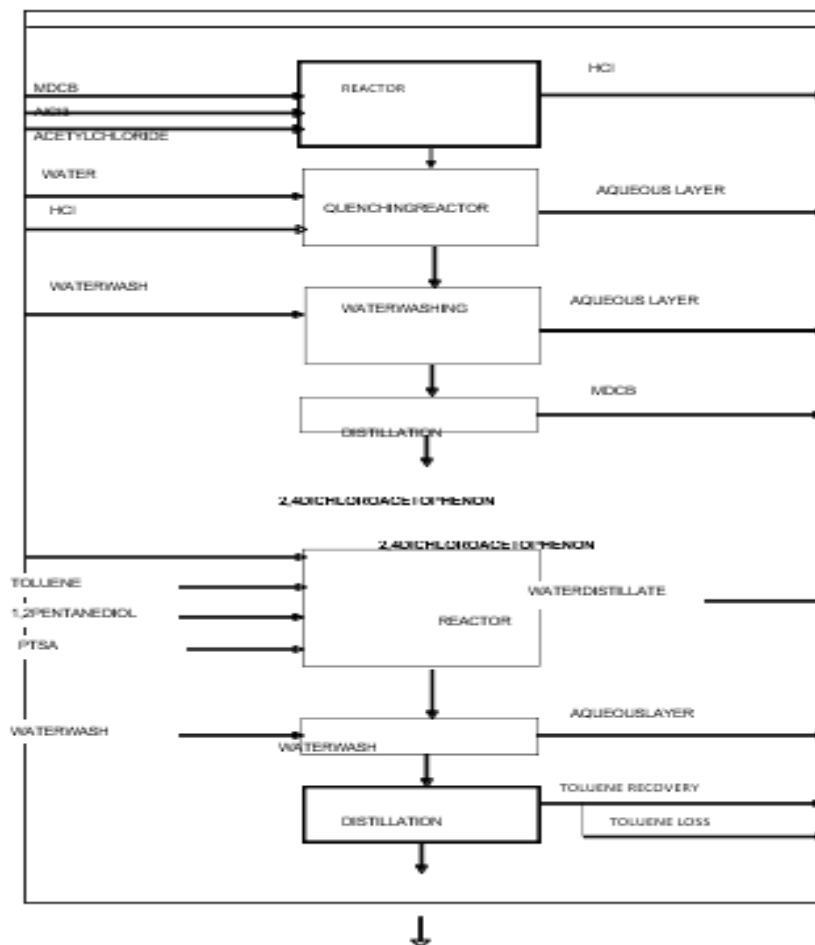 HCl
MDCB
REACTOR
AlCl3
ACETYLCHLORIDE
WATER
AQUEOUS LAYER
HCl
QUENCHINGREACTOR
WATERWASH
AQUEOUS LAYER
WATERWASHING
MDCB
DISTILLATION
2,4DICHLOROACETOPHENON
2,4DICHLOROACETOPHENON
TOLUENE
WATERDISTILLATE
1,2PENTANEDIOL
REACTOR
PTSA
AQUEOUSLAYER
WATERWASH
WATERWASH
TOLUENE RECOVERY
DISTILLATION
TOLUENE LOSS